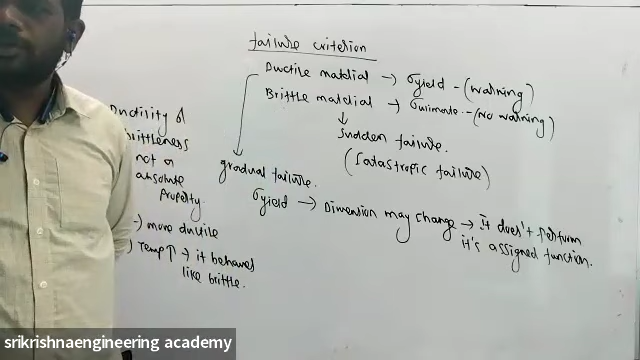 failure criterion
Ductile material → σyield - (warning)
Brittle material → σultimate - (No warning)
↓
Sudden failure.
(Catastropic failure)
gradual failure.
σyield → Dimension may change → it does't perform
it's assigned function.
Ductility &
brittleness
not a
absolute
Property.
→) more ductile
) Temp↑ → it behaves
like brittle.
srikrishnaengineering academy